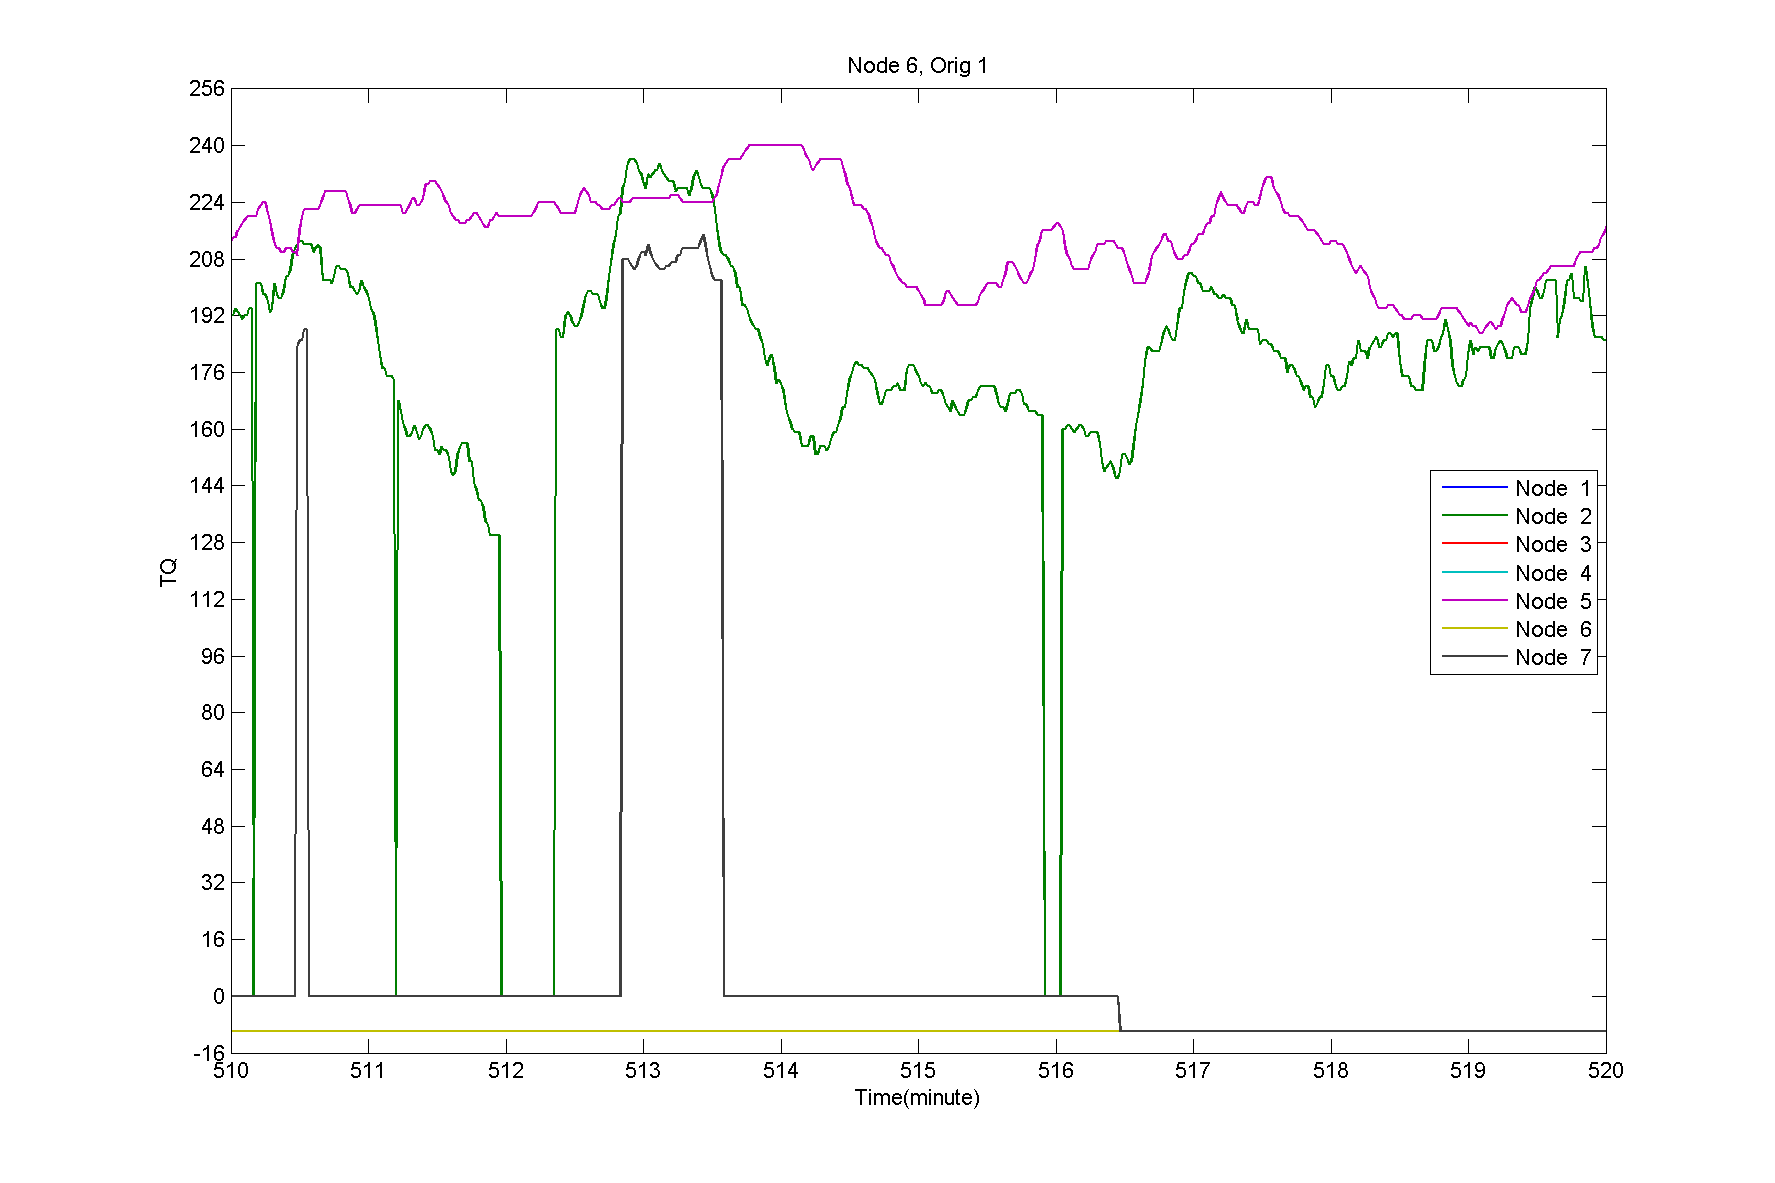 Node 6, Orig 1
256
240
224
208
192
176
160
144
128
112
96
80
64
48
32
16
0
-16
TQ
Node 1
Node 2
Node 3
Node 4
Node 5
Node 6
Node 7
510 511 512 513 514 515 516 517 518 519 520
Time(minute)